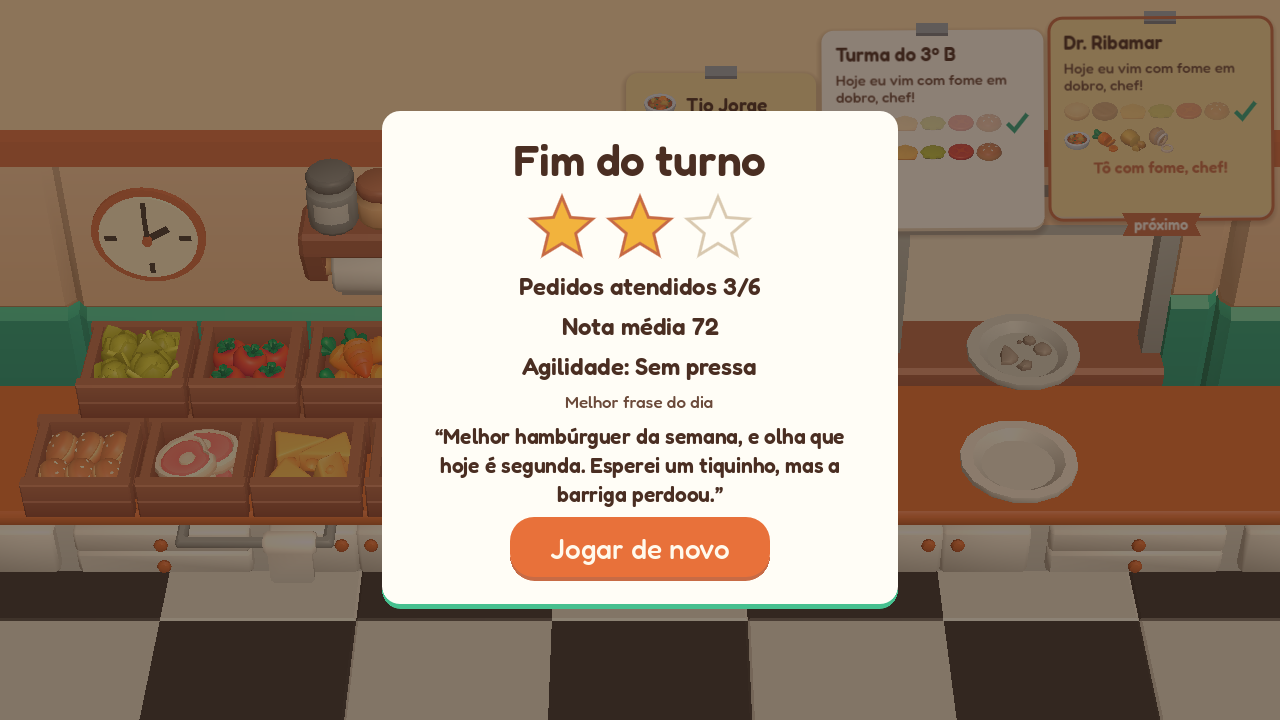 Tio Jorge
Turma do 3º B
Hoje eu vim com fome em
dobro, chef!
Dr. Ribamar
Hoje eu vim com fome em
dobro, chef!
Tô com fome, chef!
próximo
Fim do turno
Pedidos atendidos 3/6
Nota média 72
Agilidade: Sem pressa
Melhor frase do dia
“Melhor hambúrguer da semana, e olha que
hoje é segunda. Esperei um tiquinho, mas a
barriga perdoou.”
Jogar de novo